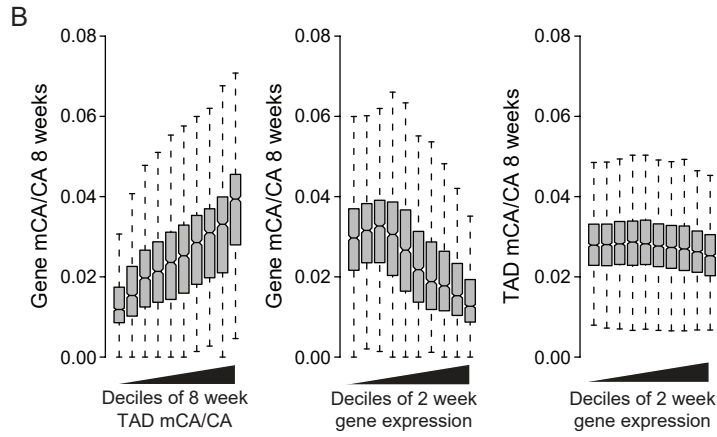 B
Gene mCA/CA 8 weeks
0.08
0.06
0.04
0.02
0.00
Deciles of 8 week
TAD mCA/CA
Gene mCA/CA 8 weeks
0.08
0.06
0.04
0.02
0.00
Deciles of 2 week
gene expression
TAD mCA/CA 8 weeks
0.08
0.06
0.04
0.02
0.00
Deciles of 2 week
gene expression